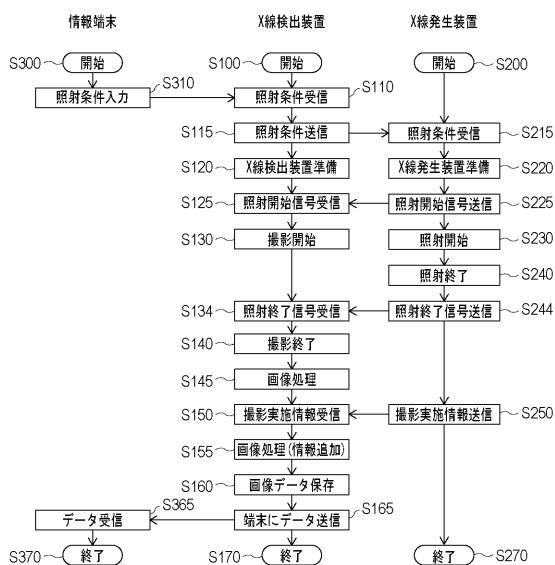 情報端末 X線検出装置 X線発生装置
S300 開始 S100 開始 開始 S200
照射条件入力 S310 照射条件受信 S110
S115 照射条件送信 照射条件受信 S215
S120 X線検出装置準備 X線発生装置準備 S220
S125 照射開始信号受信 照射開始信号送信 S225
S130 撮影開始 照射開始 S230
照射終了 S240
S134 照射終了信号受信 照射終了信号送信 S244
S140 撮影終了
S145 画像処理
S150 撮影実施情報受信 撮影実施情報送信 S250
S155 画像処理(情報追加)
S160 画像データ保存
データ受信 S365 端末にデータ送信 S165
S370 終了 S170 終了 終了 S270